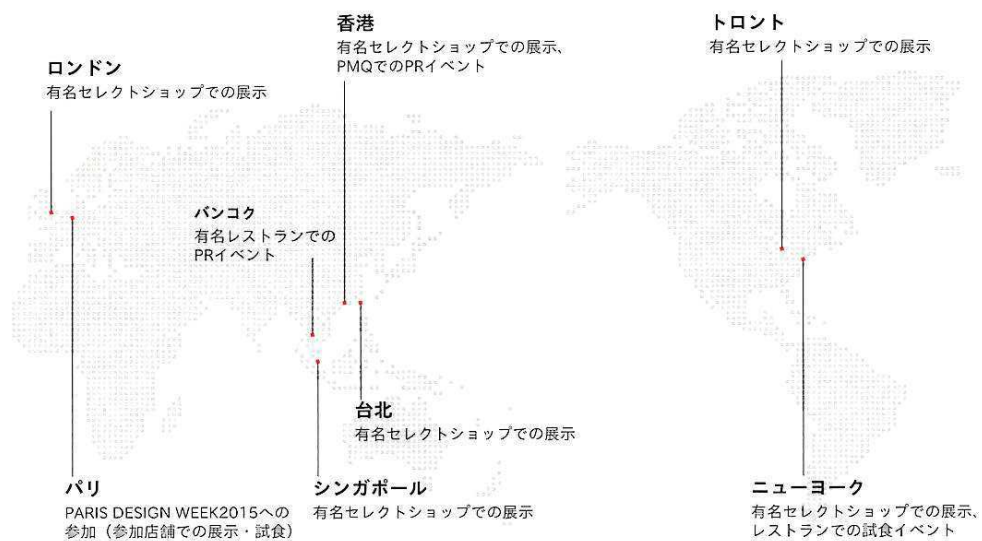 香港
有名セレクトショップでの展示、
PMQでのPRイベント
トロント
有名セレクトショップでの展示
ロンドン
有名セレクトショップでの展示
バンコク
有名レストランでの
PRイベント
台北
有名セレクトショップでの展示
パリ
PARIS DESIGN WEEK2015への
参加（参加店舗での展示・試食）
シンガポール
有名セレクトショップでの展示
ニューヨーク
有名セレクトショップでの展示、
レストランでの試食イベント